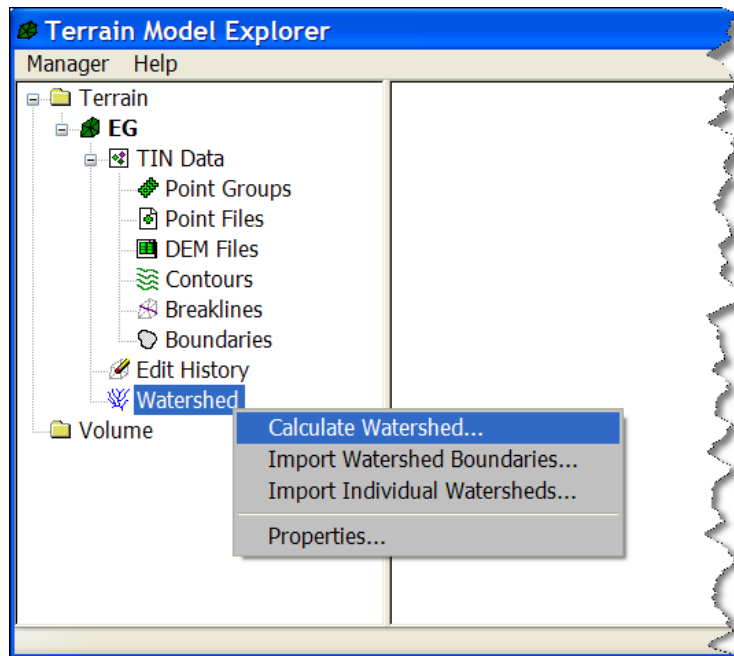 Terrain Model Explorer
Manager Help
Terrain
EG
TIN Data
Point Groups
Point Files
DEM Files
Contours
Breaklines
Boundaries
Edit History
Watershed
Volume
Calculate Watershed...
Import Watershed Boundaries...
Import Individual Watersheds...
Properties...